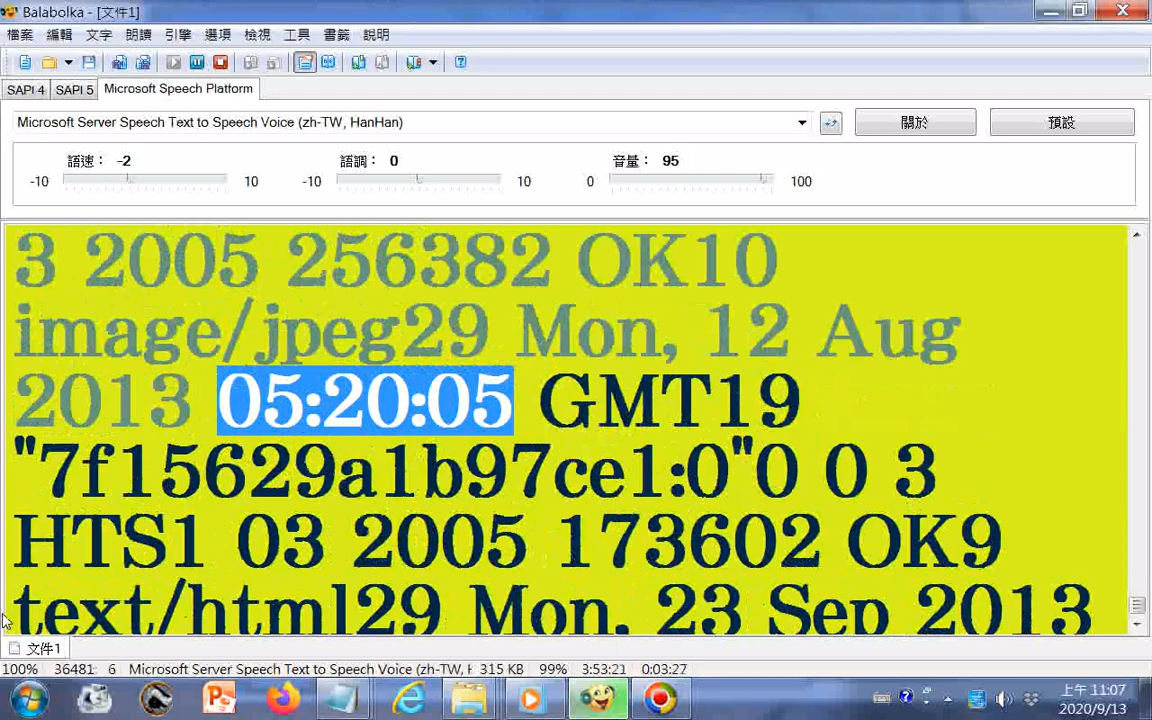 Balabolka - [文件1]
檔案 編輯 文字 朗讀 引擎 選項 檢視 工具 書籤 說明
SAPI 4 SAPI 5 Microsoft Speech Platform
Microsoft Server Speech Text to Speech Voice (zh-TW, HanHan) 關於 預設
語速： -2 語調： 0 音量： 95
-10 10 -10 10 0 100
3 2005 256382 OK10
image/jpeg29 Mon, 12 Aug
2013 05:20:05 GMT19
"7f15629a1b97ce1:0"0 0 3
HTS1 03 2005 173602 OK9
text/html29 Mon, 23 Sep 2013
文件1
100% 36481 6 Microsoft Server Speech Text to Speech Voice (zh-TW, H 315 KB 99% 3:53:21 0:03:27
上午 11:07
2020/9/13